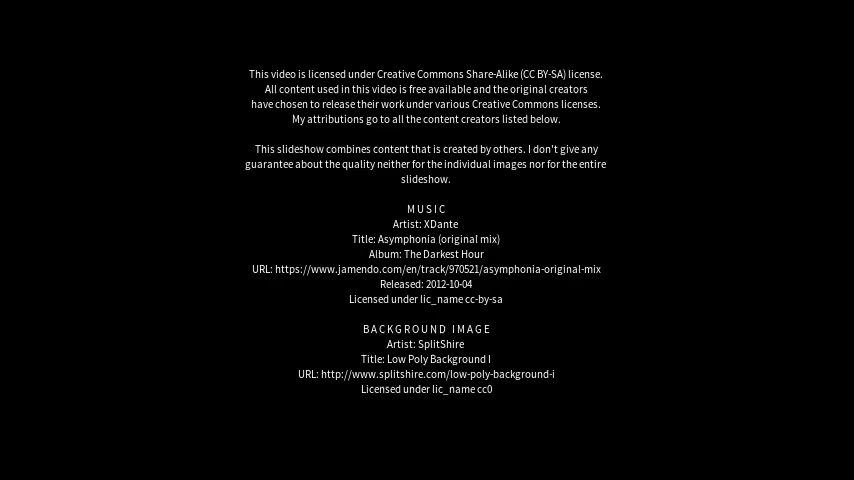 This video is licensed under Creative Commons Share-Alike (CC BY-SA) license.
All content used in this video is free available and the original creators
have chosen to release their work under various Creative Commons licenses.
My attributions go to all the content creators listed below.
This slideshow combines content that is created by others. I don't give any
guarantee about the quality neither for the individual images nor for the entire
slideshow.
MUSIC
Artist: XDante
Title: Asymphonia (original mix)
Album: The Darkest Hour
URL: https://www.jamendo.com/en/track/970521/asymphonia-original-mix
Released: 2012-10-04
Licensed under lic_name cc-by-sa
BACKGROUND IMAGE
Artist: SplitShire
Title: Low Poly Background I
URL: http://www.splitshire.com/low-poly-background-i
Licensed under lic_name cc0